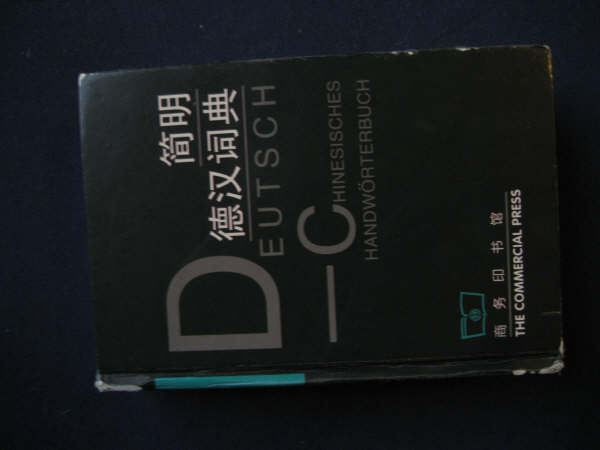 简明
德汉词典
DEUTSCH
—CHINESISCHES
HANDWÖRTERBUCH
商务印书馆
THE COMMERCIAL PRESS